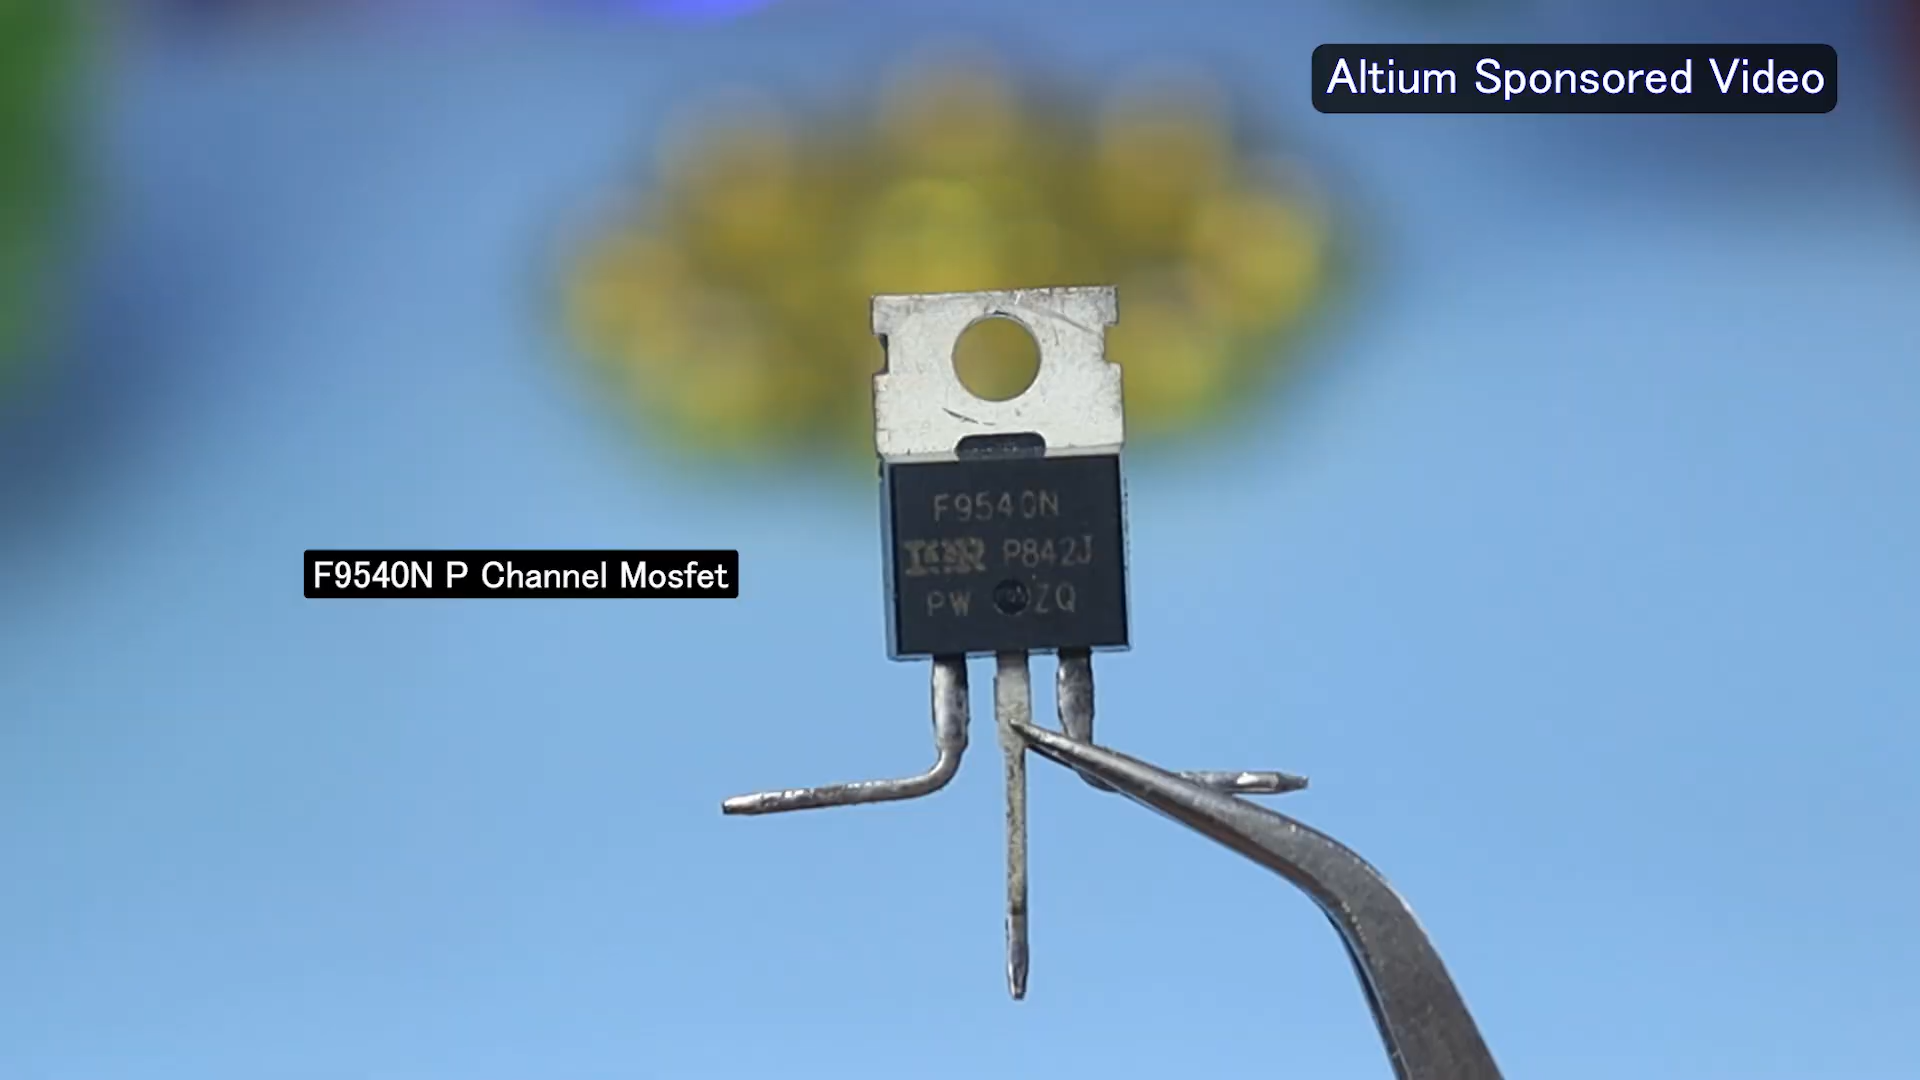 Altium Sponsored Video
F9540N
IOR P842J
F9540N P Channel Mosfet
PW ZQ